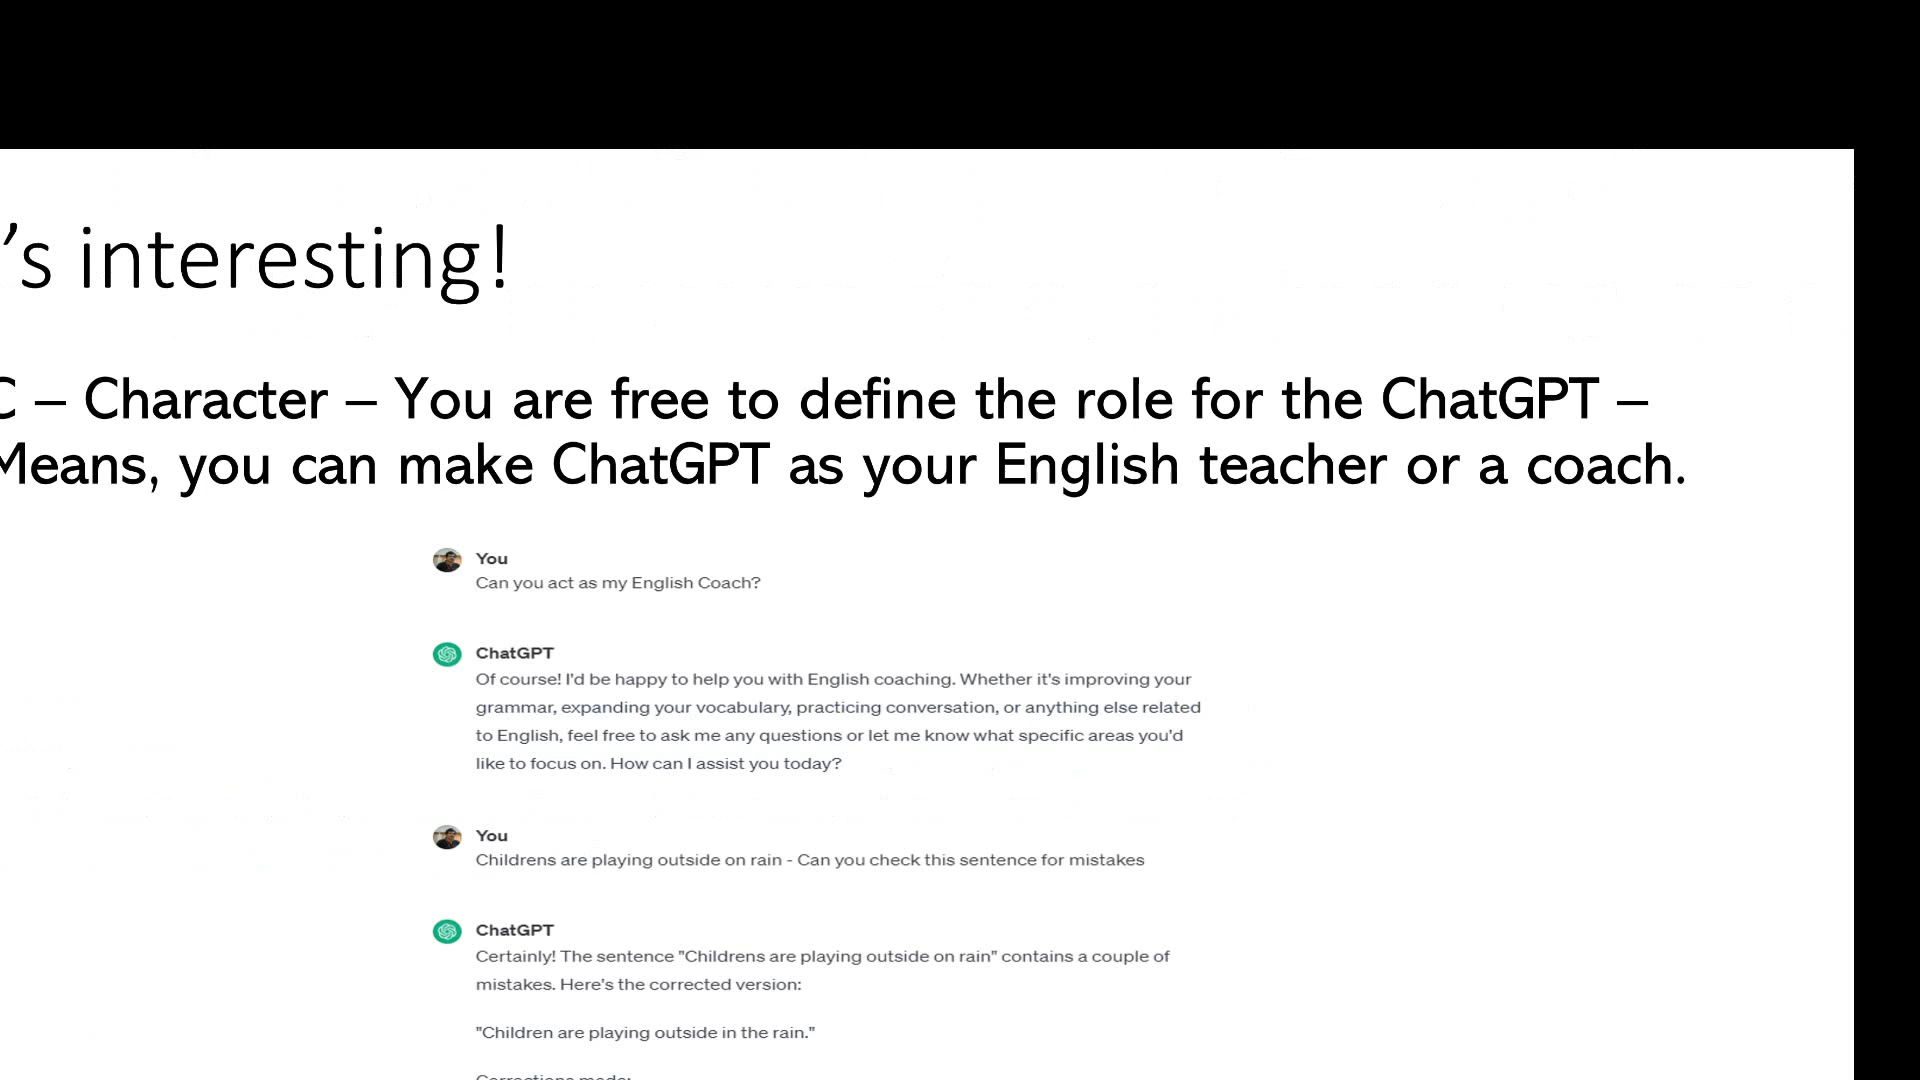 's interesting!
C – Character – You are free to define the role for the ChatGPT –
Means, you can make ChatGPT as your English teacher or a coach.
You
Can you act as my English Coach?
ChatGPT
Of course! I'd be happy to help you with English coaching. Whether it's improving your
grammar, expanding your vocabulary, practicing conversation, or anything else related
to English, feel free to ask me any questions or let me know what specific areas you'd
like to focus on. How can I assist you today?
You
Childrens are playing outside on rain - Can you check this sentence for mistakes
ChatGPT
Certainly! The sentence "Childrens are playing outside on rain" contains a couple of
mistakes. Here's the corrected version:
"Children are playing outside in the rain."
Corrections made: